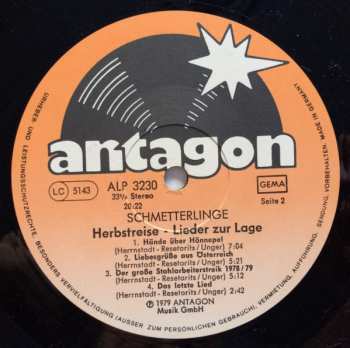 antagon
LC 5143
ALP 3230
33⅓ Stereo
20:22
GEMA
Seite 2
SCHMETTERLINGE
Herbstreise - Lieder zur Lage
1. Hände über Hönnepel
(Herrnstadt - Resetarits / Unger) 7:04
2. Liebesgrüße aus Österreich
(Herrnstadt - Resetarits / Unger) 5:21
3. Der große Stahlarbeiterstreik 1978/79
(Herrnstadt - Resetarits / Unger) 5:12
4. Das letzte Lied
(Herrnstadt - Resetarits / Unger) 2:42
℗ 1979 ANTAGON
Musik GmbH
URHEBER UND LEISTUNGSSCHUTZRECHTE, BESONDERS VERVIELFÄLTIGUNG (AUSSER ZUM PERSÖNLICHEN GEBRAUCH), VERMIETUNG, AUFFÜHRUNG, SENDUNG, VORBEHALTEN
MADE IN GERMANY